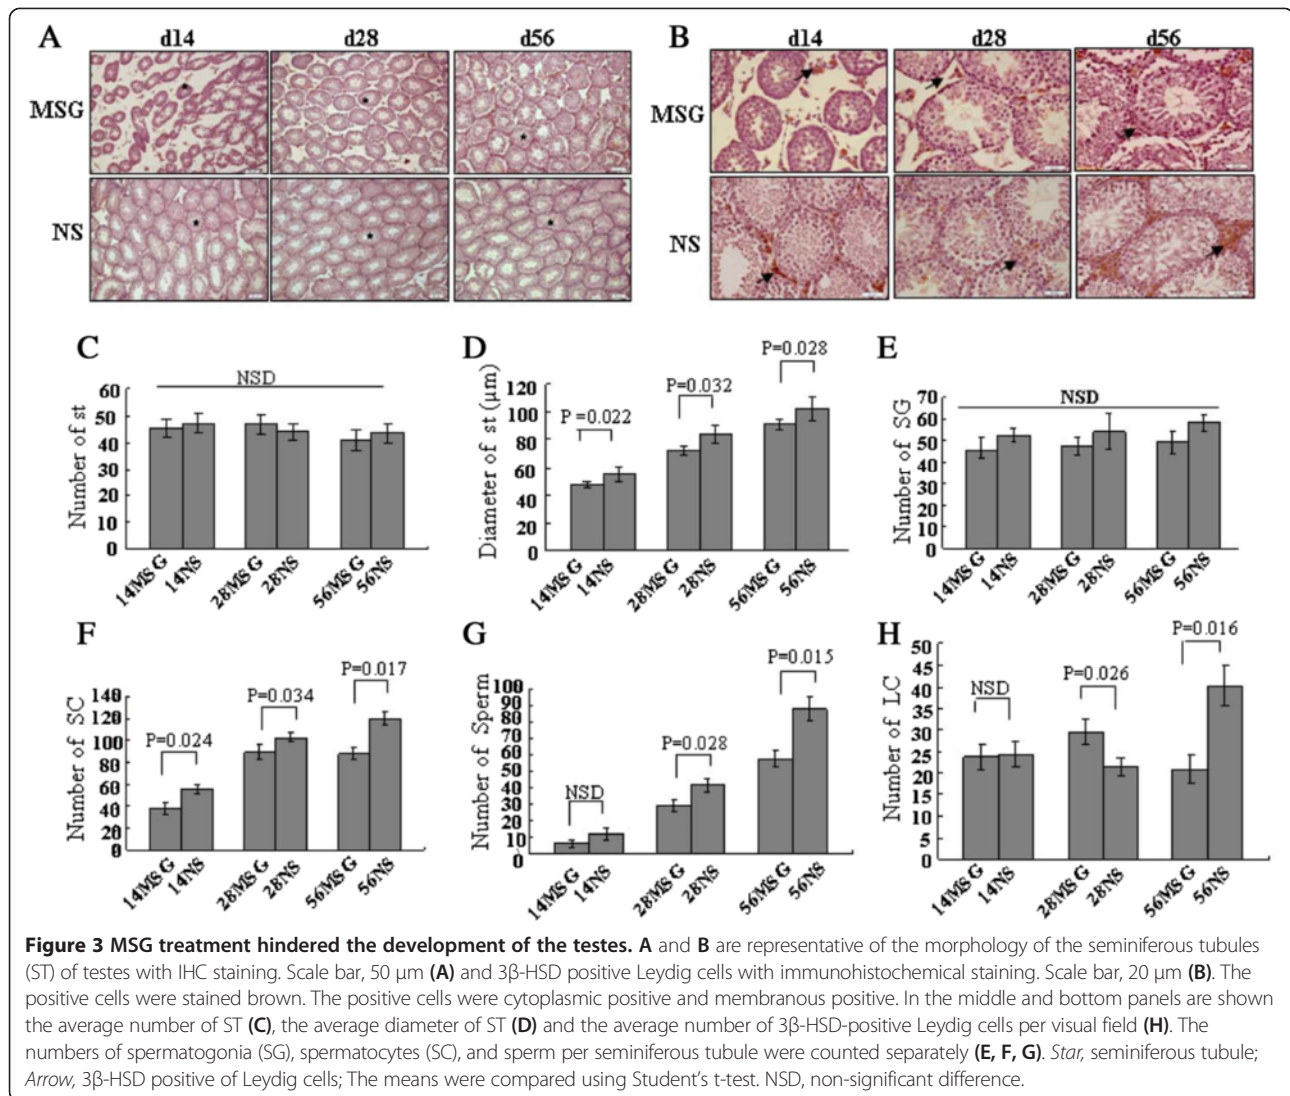 A
d14 d28 d56
MSG
NS
B
d14 d28 d56
MSG
NS
C
Number of st
60
50
40
30
20
10
0
NSD
14MS G 14NS 28MS G 28NS 56MS G 56NS
D
Diameter of st (μm)
120
100
80
60
40
20
0
P =0.022
P=0.032
P=0.028
14MS G 14NS 28MS G 28NS 56MS G 56NS
E
Number of SG
70
60
50
40
30
20
10
0
NSD
14MS G 14NS 28MS G 28NS 56MS G 56NS
F
Number of SC
140
120
100
80
60
40
20
0
P=0.024
P=0.034
P=0.017
14MS G 14NS 28MS G 28NS 56MS G 56NS
G
Number of Sperm
100
90
80
70
60
50
40
30
20
10
0
NSD
P=0.028
P=0.015
14MS G 14NS 28MS G 28NS 56MS G 56NS
H
Number of LC
50
45
40
35
30
25
20
15
10
5
0
NSD
P=0.026
P=0.016
14MS G 14NS 28MS G 28NS 56MS G 56NS
Figure 3 MSG treatment hindered the development of the testes. A and B are representative of the morphology of the seminiferous tubules
(ST) of testes with IHC staining. Scale bar, 50 μm (A) and 3β-HSD positive Leydig cells with immunohistochemical staining. Scale bar, 20 μm (B). The
positive cells were stained brown. The positive cells were cytoplasmic positive and membranous positive. In the middle and bottom panels are shown
the average number of ST (C), the average diameter of ST (D) and the average number of 3β-HSD-positive Leydig cells per visual field (H). The
numbers of spermatogonia (SG), spermatocytes (SC), and sperm per seminiferous tubule were counted separately (E, F, G). Star, seminiferous tubule;
Arrow, 3β-HSD positive of Leydig cells; The means were compared using Student's t-test. NSD, non-significant difference.